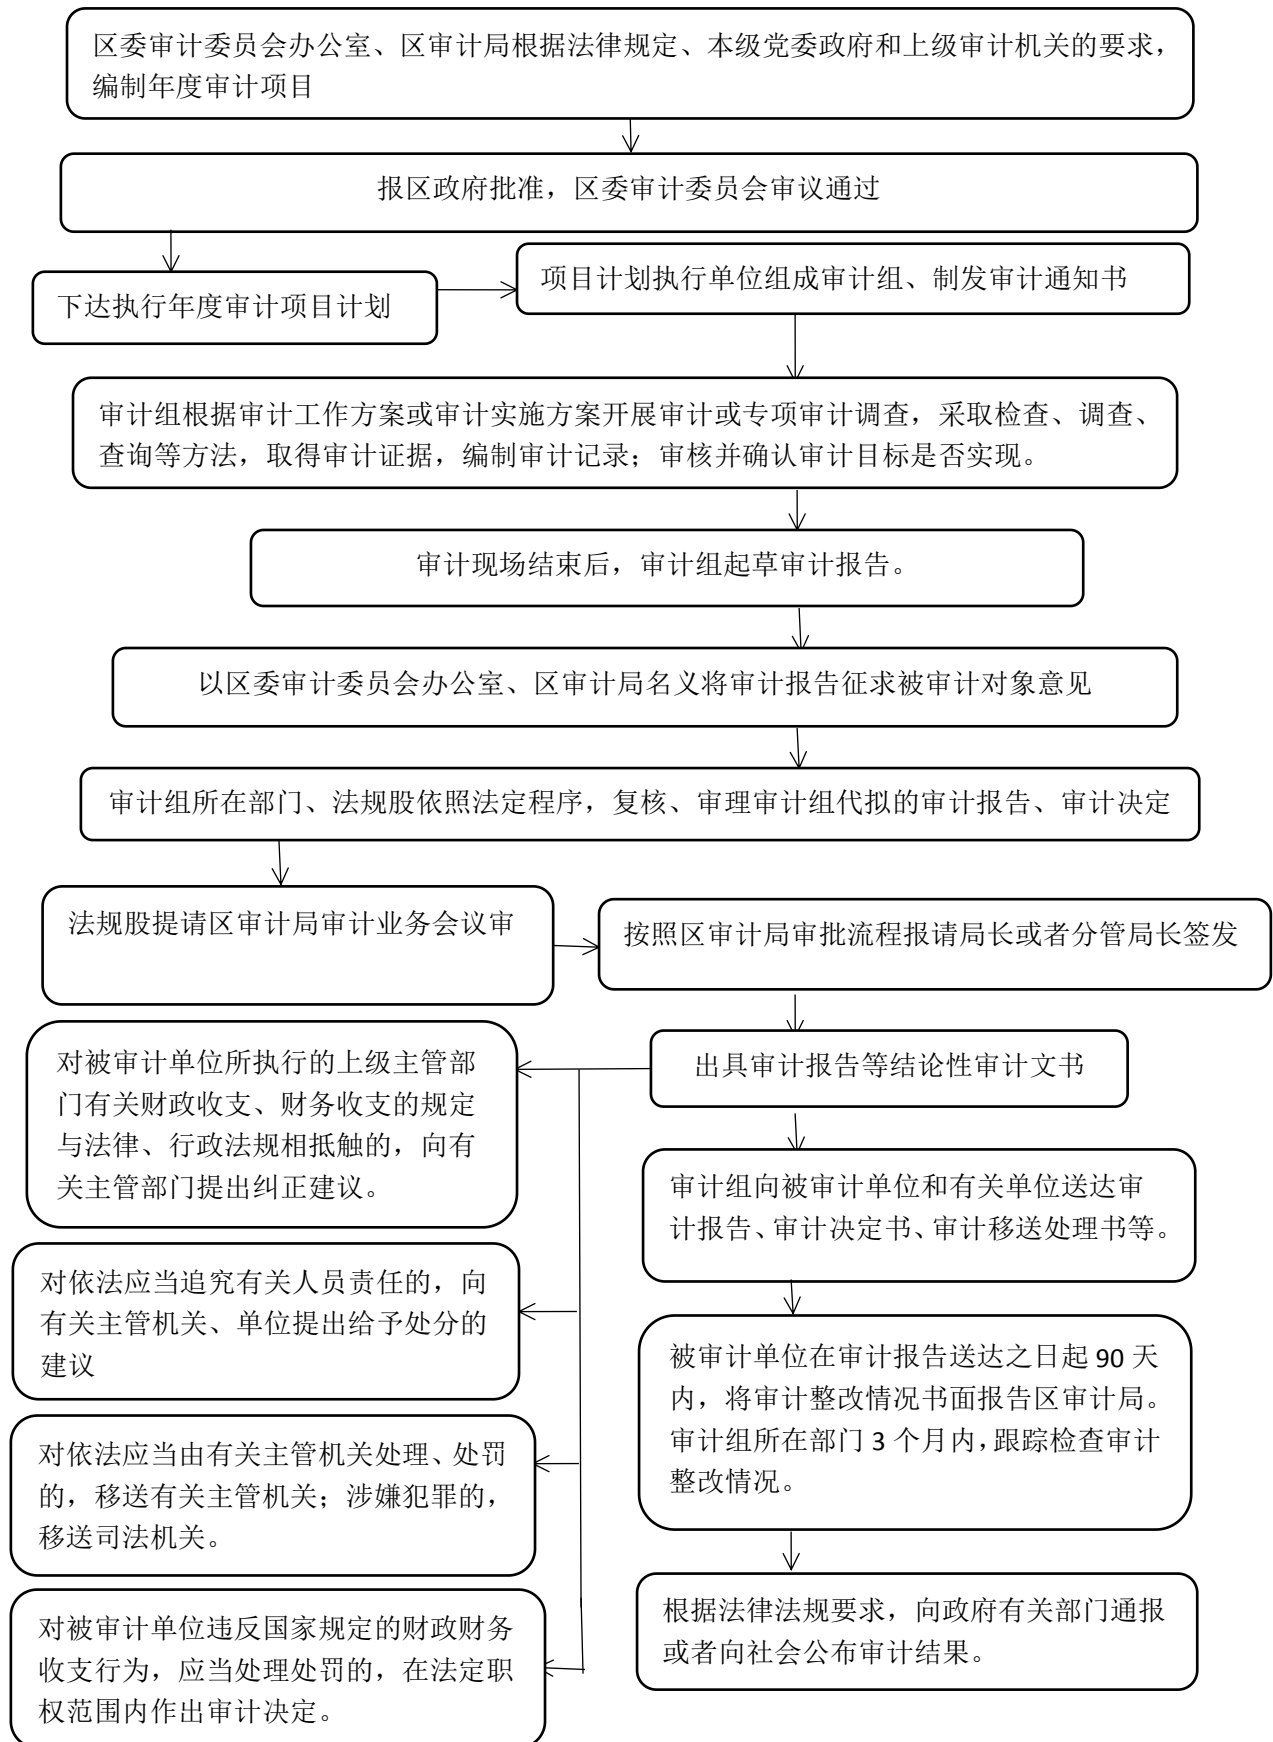 区委审计委员会办公室、区审计局根据法律规定、本级党委政府和上级审计机关的要求，
编制年度审计项目
报区政府批准，区委审计委员会审议通过
下达执行年度审计项目计划
项目计划执行单位组成审计组、制发审计通知书
审计组根据审计工作方案或审计实施方案开展审计或专项审计调查，采取检查、调查、
查询等方法，取得审计证据，编制审计记录；审核并确认审计目标是否实现。
审计现场结束后，审计组起草审计报告。
以区委审计委员会办公室、区审计局名义将审计报告征求被审计对象意见
审计组所在部门、法规股依照法定程序，复核、审理审计组代拟的审计报告、审计决定
法规股提请区审计局审计业务会议审
按照区审计局审批流程报请局长或者分管局长签发
出具审计报告等结论性审计文书
对被审计单位所执行的上级主管部
门有关财政收支、财务收支的规定
与法律、行政法规相抵触的，向有
关主管部门提出纠正建议。
对依法应当追究有关人员责任的，向
有关主管机关、单位提出给予处分的
建议
对依法应当由有关主管机关处理、处罚
的，移送有关主管机关；涉嫌犯罪的，
移送司法机关。
对被审计单位违反国家规定的财政财务
收支行为，应当处理处罚的，在法定职
权范围内作出审计决定。
审计组向被审计单位和有关单位送达审
计报告、审计决定书、审计移送处理书等。
被审计单位在审计报告送达之日起 90 天
内，将审计整改情况书面报告区审计局。
审计组所在部门 3 个月内，跟踪检查审计
整改情况。
根据法律法规要求，向政府有关部门通报
或者向社会公布审计结果。